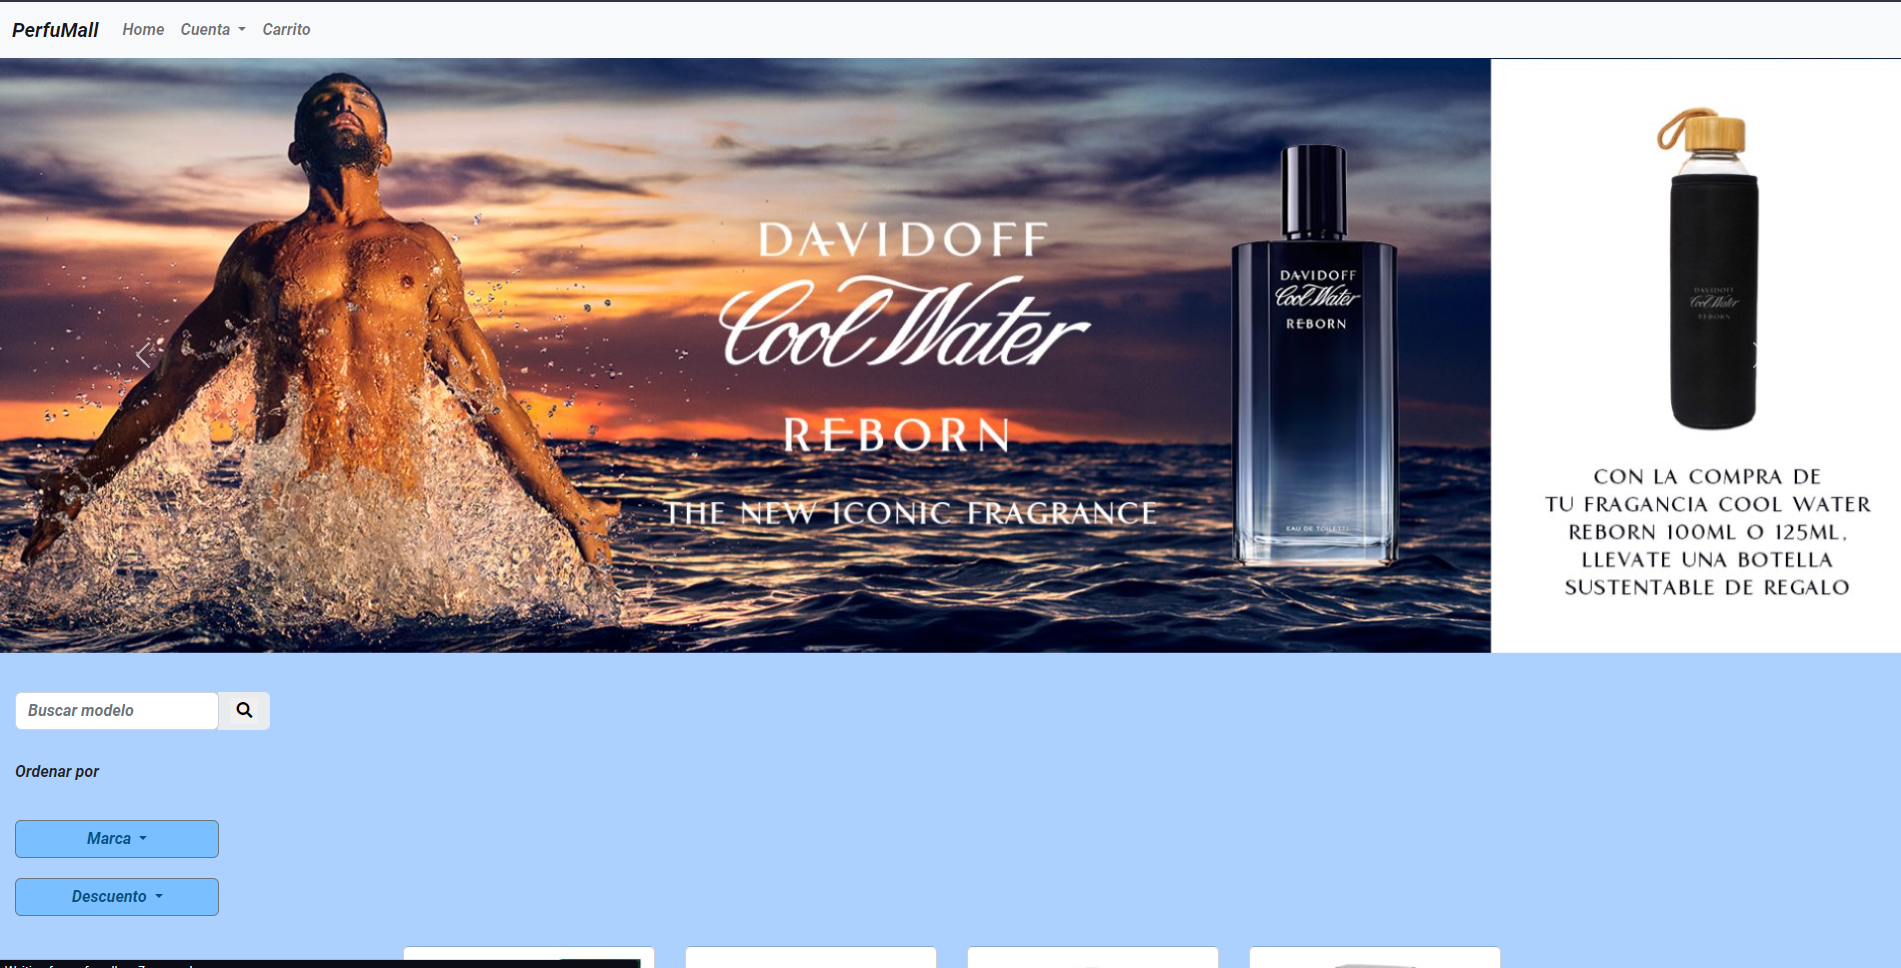 PerfuMall Home Cuenta Carrito
DAVIDOFF
Cool Water
REBORN
THE NEW ICONIC FRAGRANCE
DAVIDOFF
Cool Water
REBORN
EAU DE TOILETTE
DAVIDOFF
Cool Water
REBORN
CON LA COMPRA DE
TU FRAGANCIA COOL WATER
REBORN 100ML O 125ML,
LLEVATE UNA BOTELLA
SUSTENTABLE DE REGALO
Buscar modelo
Ordenar por
Marca
Descuento